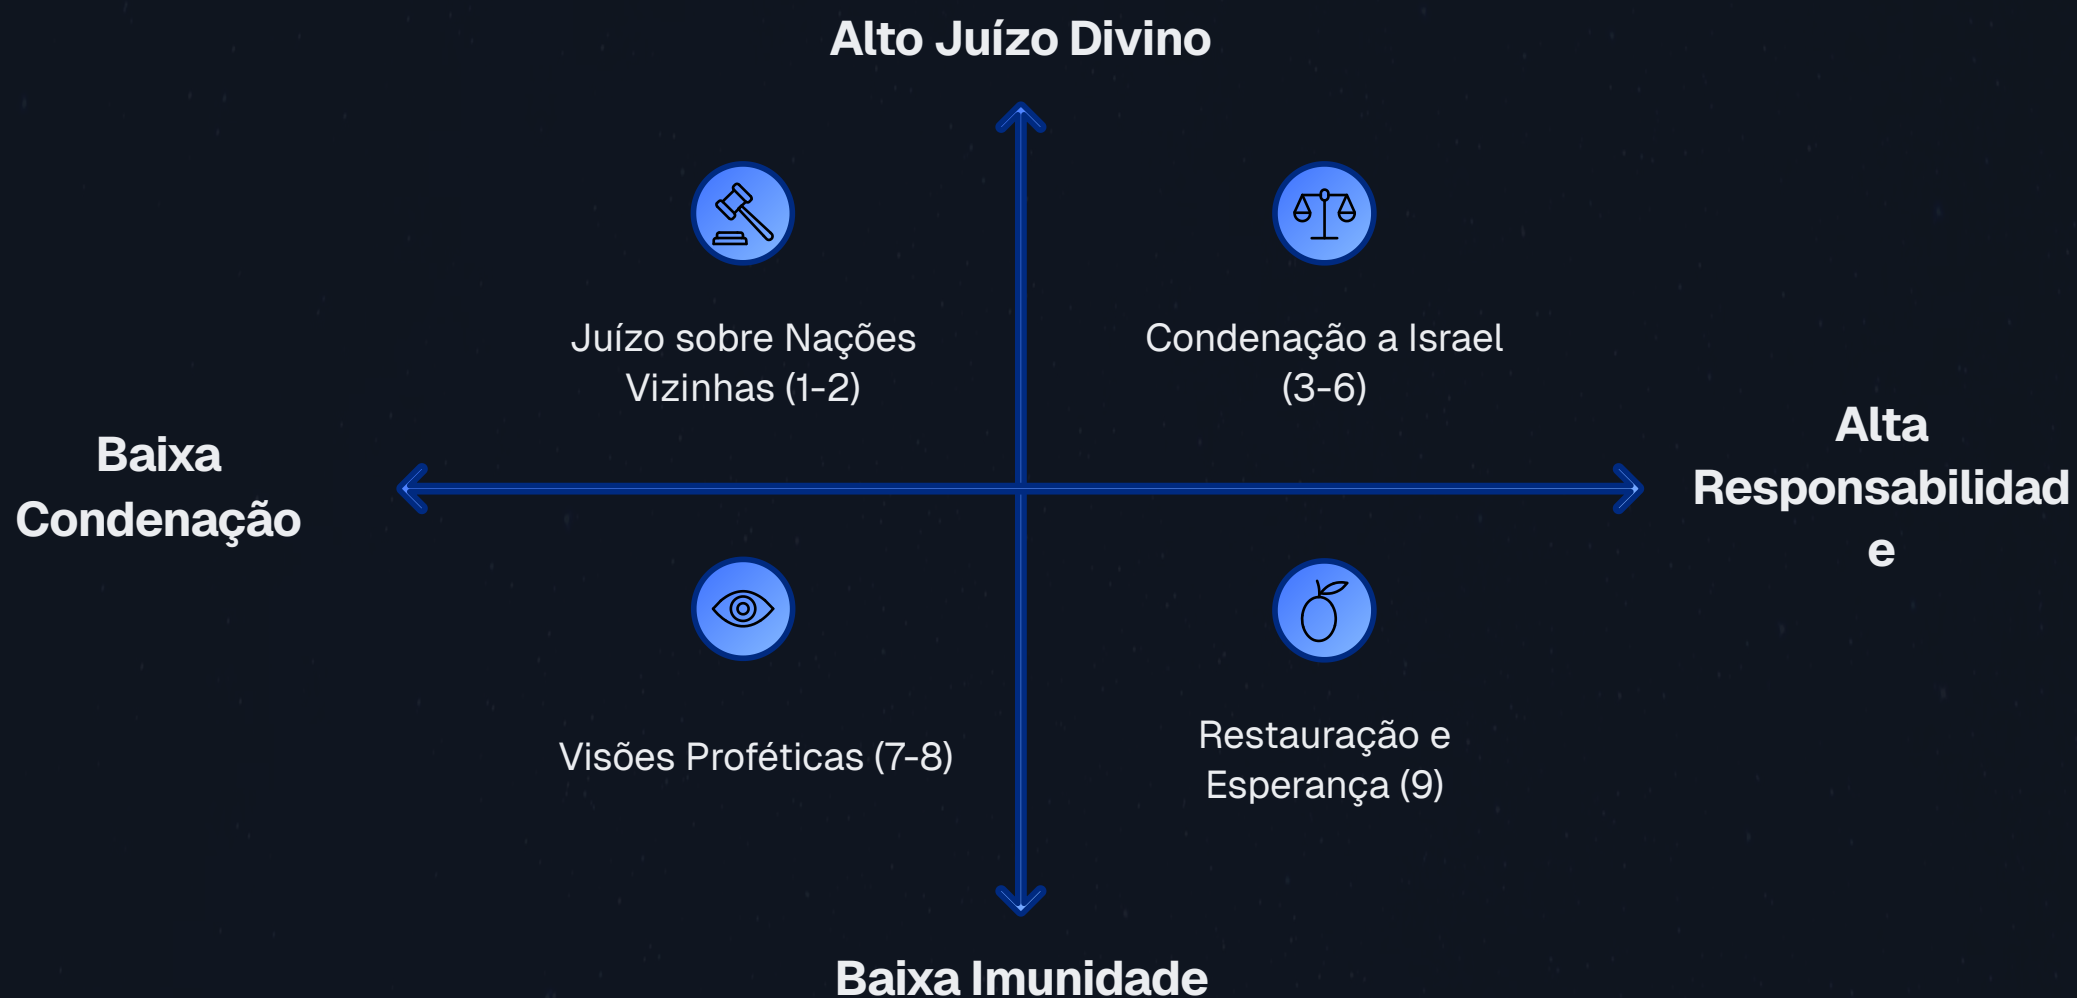 Alto Juízo Divino
Juízo sobre Nações
Vizinhas (1-2)
Condenação a Israel
(3-6)
Baixa
Condenação
Alta
Responsabilidad
e
Visões Proféticas (7-8)
Restauração e
Esperança (9)
Baixa Imunidade